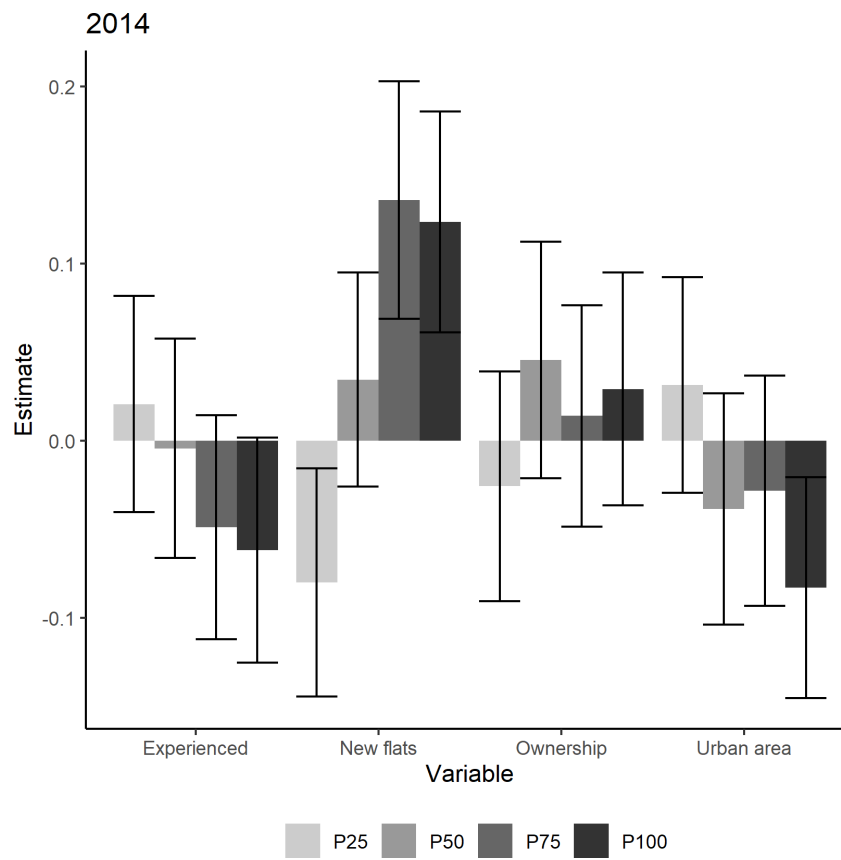 2014
0.2
0.1
0.0
-0.1
Estimate
Experienced New flats Ownership Urban area
Variable
P25 P50 P75 P100